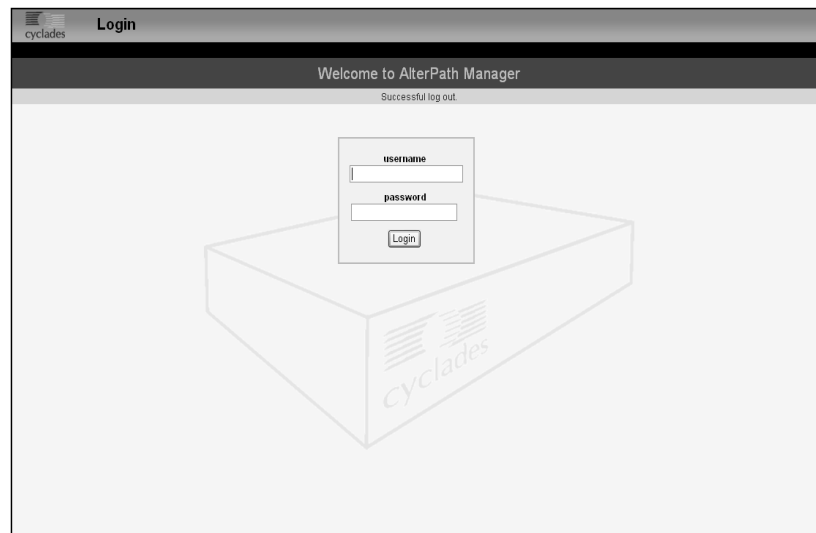 cyclades
Login
Welcome to AlterPath Manager
Successful log out.
username
password
Login
cyclades